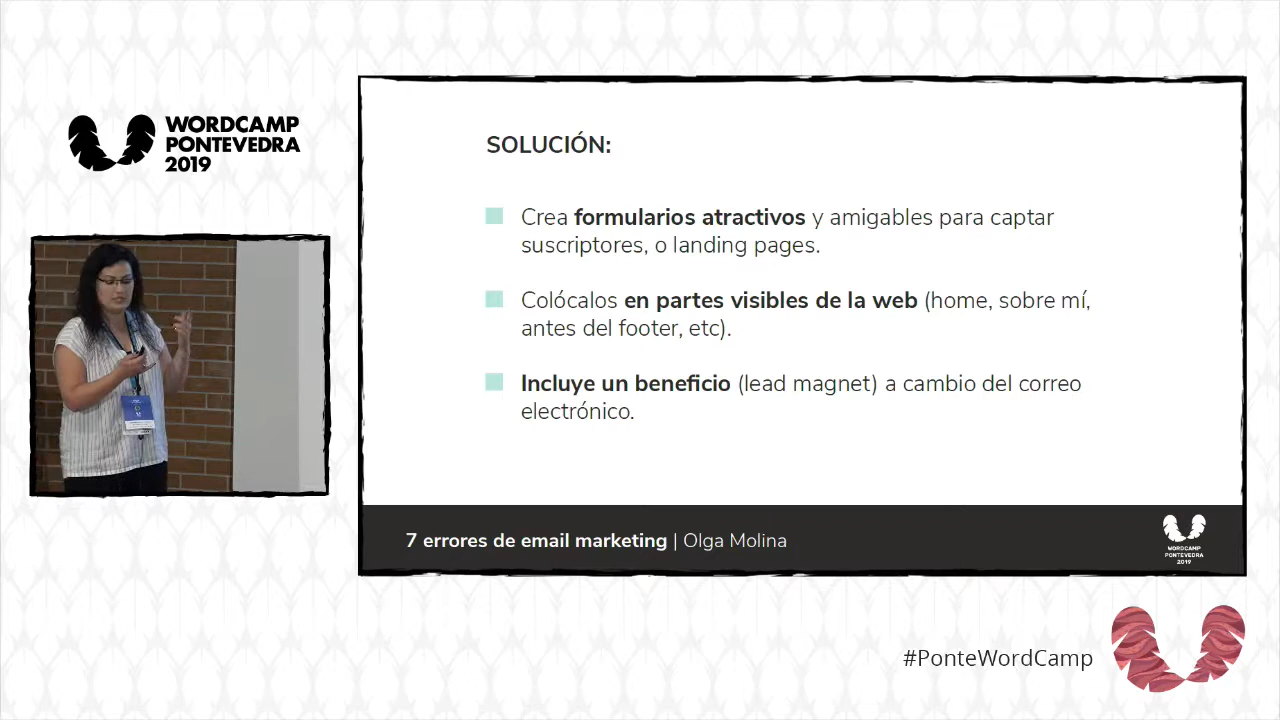 WORDCAMP
PONTEVEDRA
2019
SOLUCIÓN:
Crea formularios atractivos y amigables para captar
suscriptores, o landing pages.
Colócalos en partes visibles de la web (home, sobre mí,
antes del footer, etc).
Incluye un beneficio (lead magnet) a cambio del correo
electrónico.
7 errores de email marketing | Olga Molina
WORDCAMP
PONTEVEDRA
2019
#PonteWordCamp